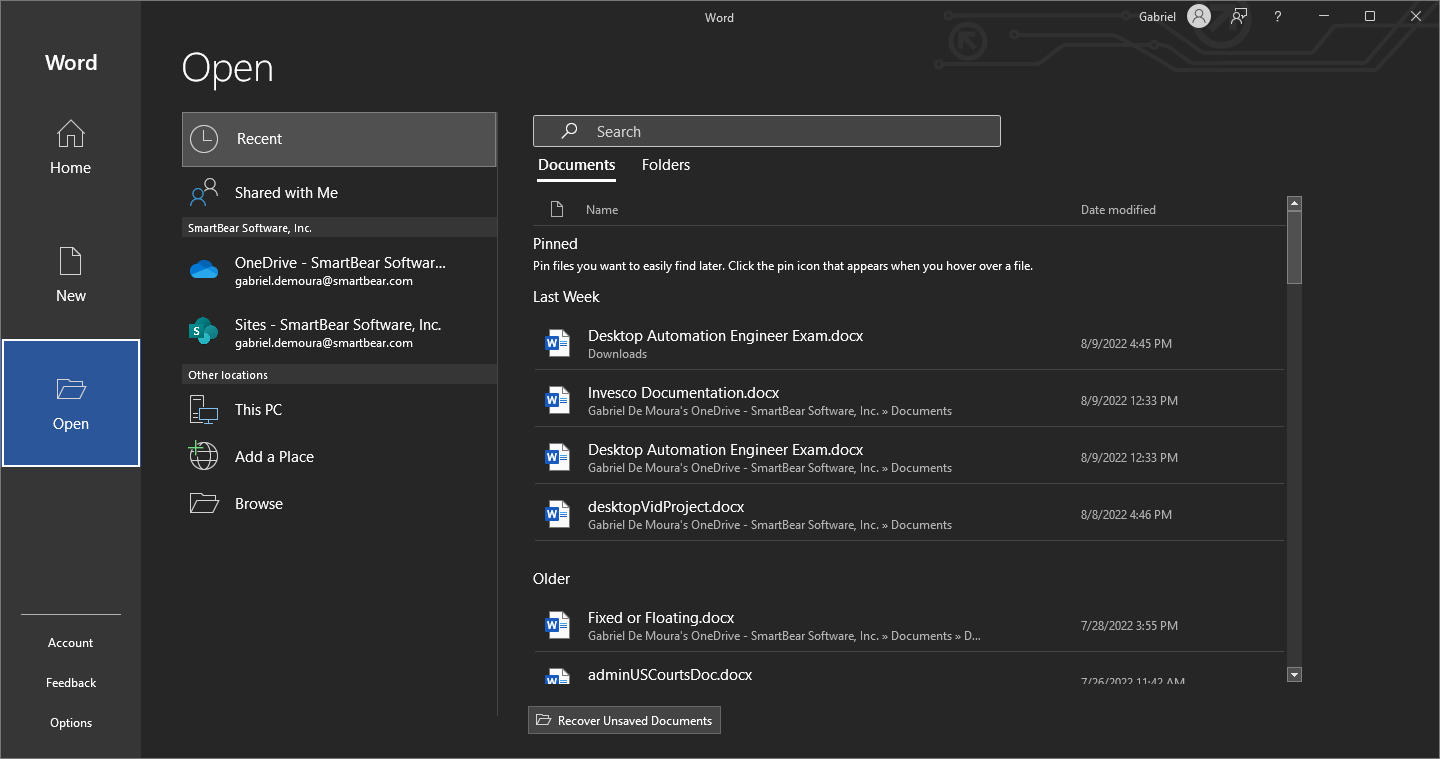 Word
Gabriel
?
Word
Home
New
Open
Account
Feedback
Options
Open
Recent
Shared with Me
SmartBear Software, Inc.
OneDrive - SmartBear Softwar...
gabriel.demoura@smartbear.com
S
Sites - SmartBear Software, Inc.
gabriel.demoura@smartbear.com
Other locations
This PC
Add a Place
Browse
Search
Documents Folders
Name Date modified
Pinned
Pin files you want to easily find later. Click the pin icon that appears when you hover over a file.
Last Week
W
Desktop Automation Engineer Exam.docx
Downloads
8/9/2022 4:45 PM
W
Invesco Documentation.docx
Gabriel De Moura's OneDrive - SmartBear Software, Inc. » Documents
8/9/2022 12:33 PM
W
Desktop Automation Engineer Exam.docx
Gabriel De Moura's OneDrive - SmartBear Software, Inc. » Documents
8/9/2022 12:33 PM
W
desktopVidProject.docx
Gabriel De Moura's OneDrive - SmartBear Software, Inc. » Documents
8/8/2022 4:46 PM
Older
W
Fixed or Floating.docx
Gabriel De Moura's OneDrive - SmartBear Software, Inc. » Documents » D...
7/28/2022 3:55 PM
W
adminUSCourtsDoc.docx
7/26/2022 11:42 AM
Recover Unsaved Documents